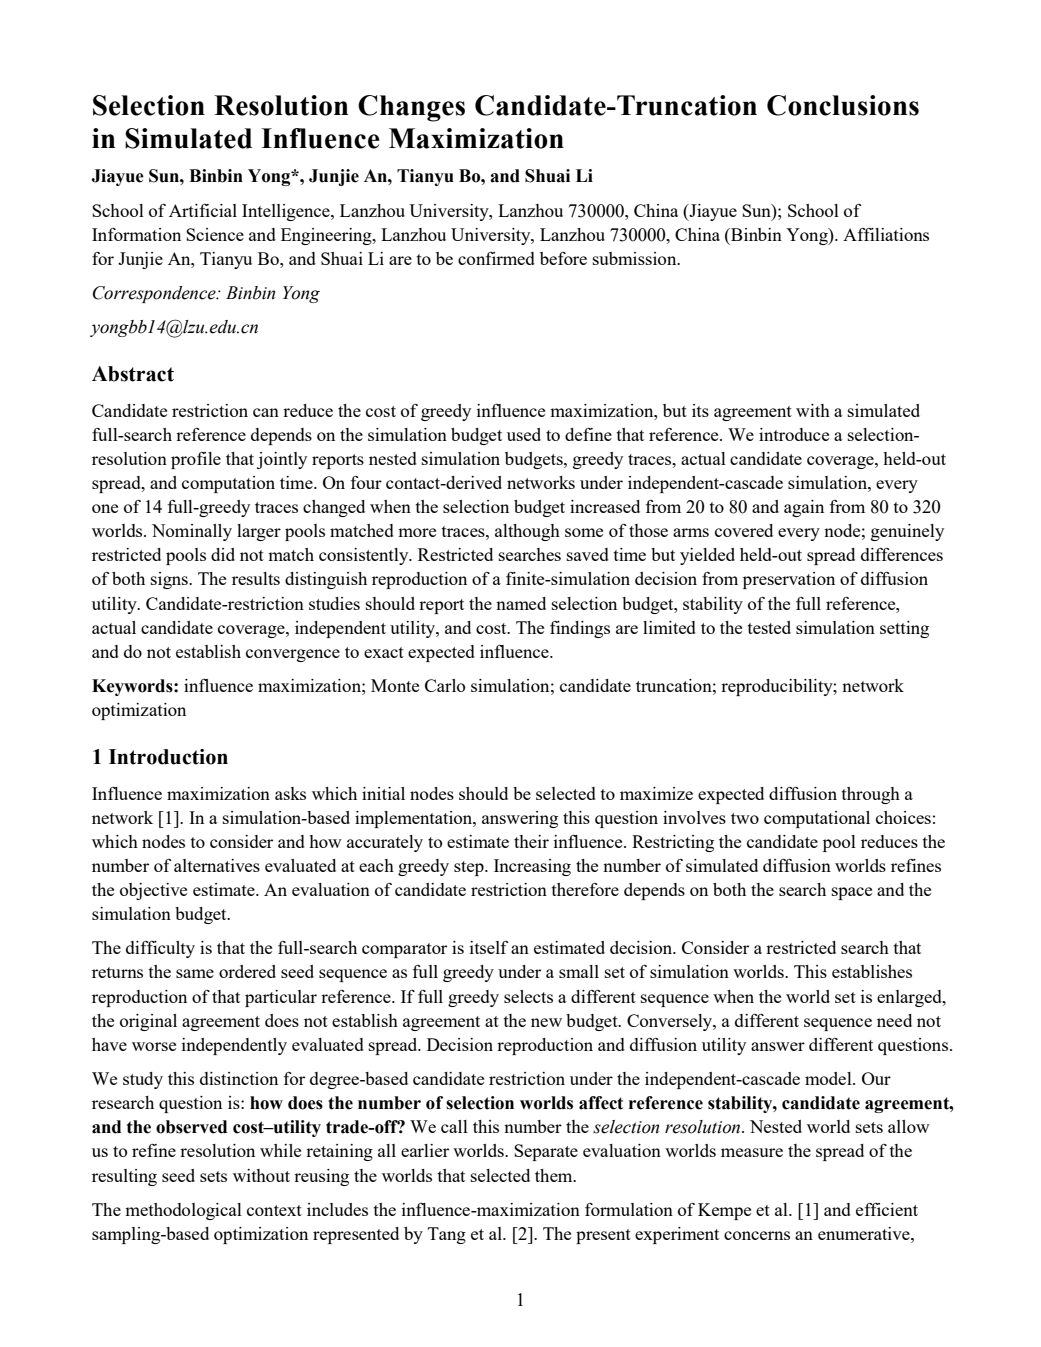 Selection Resolution Changes Candidate-Truncation Conclusions
in Simulated Influence Maximization
Jiayue Sun, Binbin Yong*, Junjie An, Tianyu Bo, and Shuai Li
School of Artificial Intelligence, Lanzhou University, Lanzhou 730000, China (Jiayue Sun); School of
Information Science and Engineering, Lanzhou University, Lanzhou 730000, China (Binbin Yong). Affiliations
for Junjie An, Tianyu Bo, and Shuai Li are to be confirmed before submission.
Correspondence: Binbin Yong
yongbb14@lzu.edu.cn
Abstract
Candidate restriction can reduce the cost of greedy influence maximization, but its agreement with a simulated
full-search reference depends on the simulation budget used to define that reference. We introduce a selection-
resolution profile that jointly reports nested simulation budgets, greedy traces, actual candidate coverage, held-out
spread, and computation time. On four contact-derived networks under independent-cascade simulation, every
one of 14 full-greedy traces changed when the selection budget increased from 20 to 80 and again from 80 to 320
worlds. Nominally larger pools matched more traces, although some of those arms covered every node; genuinely
restricted pools did not match consistently. Restricted searches saved time but yielded held-out spread differences
of both signs. The results distinguish reproduction of a finite-simulation decision from preservation of diffusion
utility. Candidate-restriction studies should report the named selection budget, stability of the full reference,
actual candidate coverage, independent utility, and cost. The findings are limited to the tested simulation setting
and do not establish convergence to exact expected influence.
Keywords: influence maximization; Monte Carlo simulation; candidate truncation; reproducibility; network
optimization
1 Introduction
Influence maximization asks which initial nodes should be selected to maximize expected diffusion through a
network [1]. In a simulation-based implementation, answering this question involves two computational choices:
which nodes to consider and how accurately to estimate their influence. Restricting the candidate pool reduces the
number of alternatives evaluated at each greedy step. Increasing the number of simulated diffusion worlds refines
the objective estimate. An evaluation of candidate restriction therefore depends on both the search space and the
simulation budget.
The difficulty is that the full-search comparator is itself an estimated decision. Consider a restricted search that
returns the same ordered seed sequence as full greedy under a small set of simulation worlds. This establishes
reproduction of that particular reference. If full greedy selects a different sequence when the world set is enlarged,
the original agreement does not establish agreement at the new budget. Conversely, a different sequence need not
have worse independently evaluated spread. Decision reproduction and diffusion utility answer different questions.
We study this distinction for degree-based candidate restriction under the independent-cascade model. Our
research question is: how does the number of selection worlds affect reference stability, candidate agreement,
and the observed cost–utility trade-off? We call this number the selection resolution. Nested world sets allow
us to refine resolution while retaining all earlier worlds. Separate evaluation worlds measure the spread of the
resulting seed sets without reusing the worlds that selected them.
The methodological context includes the influence-maximization formulation of Kempe et al. [1] and efficient
sampling-based optimization represented by Tang et al. [2]. The present experiment concerns an enumerative,
1